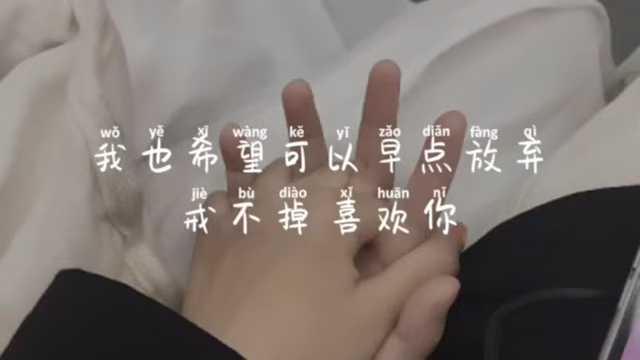 wǒ yě xī wàng kě yǐ zǎo diǎn fàng qì
我也希望可以早点放弃
jiè bù diào xǐ huān nǐ
戒不掉喜欢你